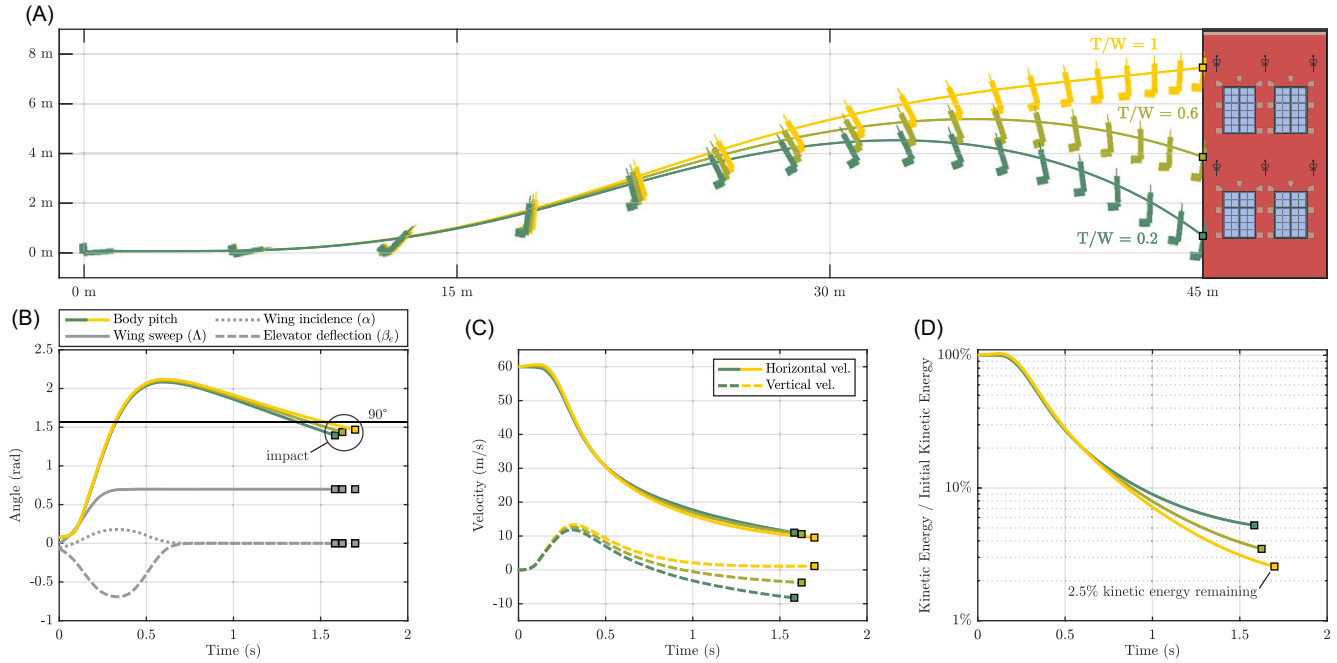 (A)
8 m
6 m
4 m
2 m
0 m
T/W = 1
T/W = 0.6
T/W = 0.2
0 m
15 m
30 m
45 m
(B)
Body pitch
Wing incidence (α)
Wing sweep (Λ)
Elevator deflection (βe)
Angle (rad)
2.5
2
1.5
1
0.5
0
-0.5
-1
90°
impact
0
0.5
1
1.5
2
Time (s)
(C)
Horizontal vel.
Vertical vel.
Velocity (m/s)
60
50
40
30
20
10
0
-10
0
0.5
1
1.5
2
Time (s)
(D)
Kinetic Energy / Initial Kinetic Energy
100%
10%
1%
2.5% kinetic energy remaining
0
0.5
1
1.5
2
Time (s)